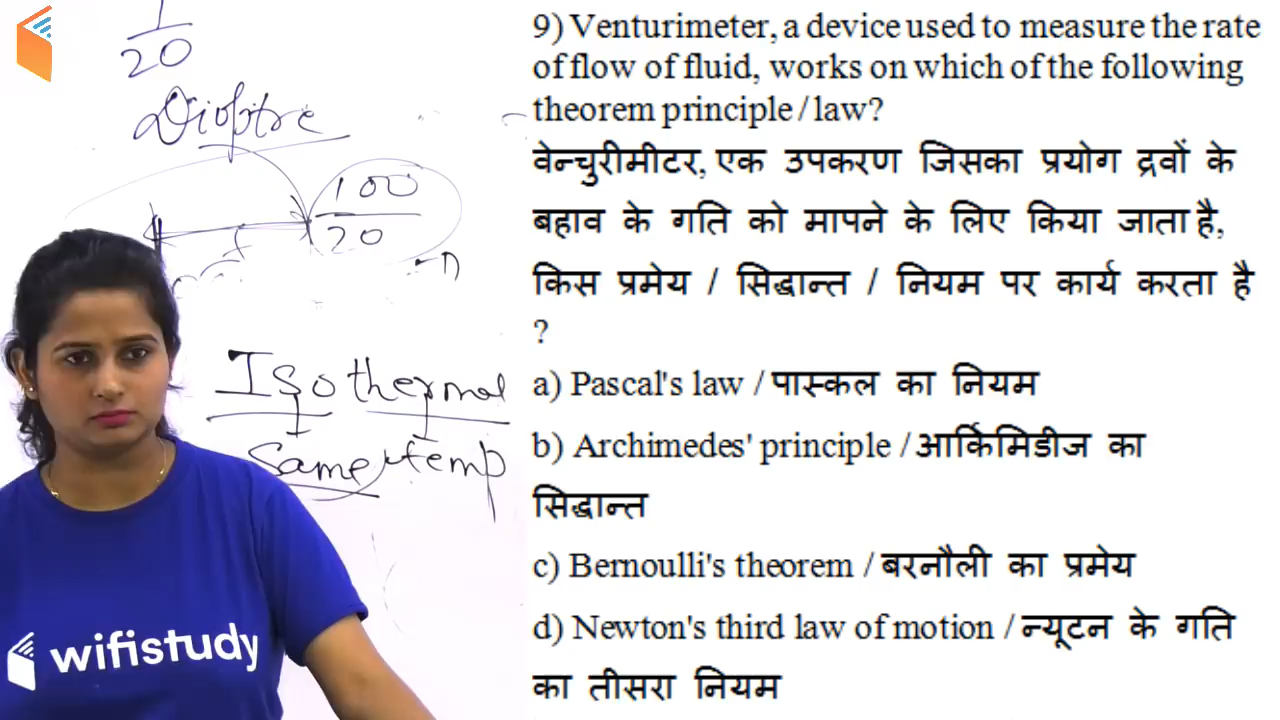 1
20
Dioptre
100
20
Isothermal
Same temp
wifistudy
9) Venturimeter, a device used to measure the rate
of flow of fluid, works on which of the following
theorem principle / law?
वेन्चुरीमीटर, एक उपकरण जिसका प्रयोग द्रवों के
बहाव के गति को मापने के लिए किया जाता है,
किस प्रमेय / सिद्धान्त / नियम पर कार्य करता है
?
a) Pascal's law / पास्कल का नियम
b) Archimedes' principle / आर्किमिडीज का
सिद्धान्त
c) Bernoulli's theorem / बरनौली का प्रमेय
d) Newton's third law of motion / न्यूटन के गति
का तीसरा नियम